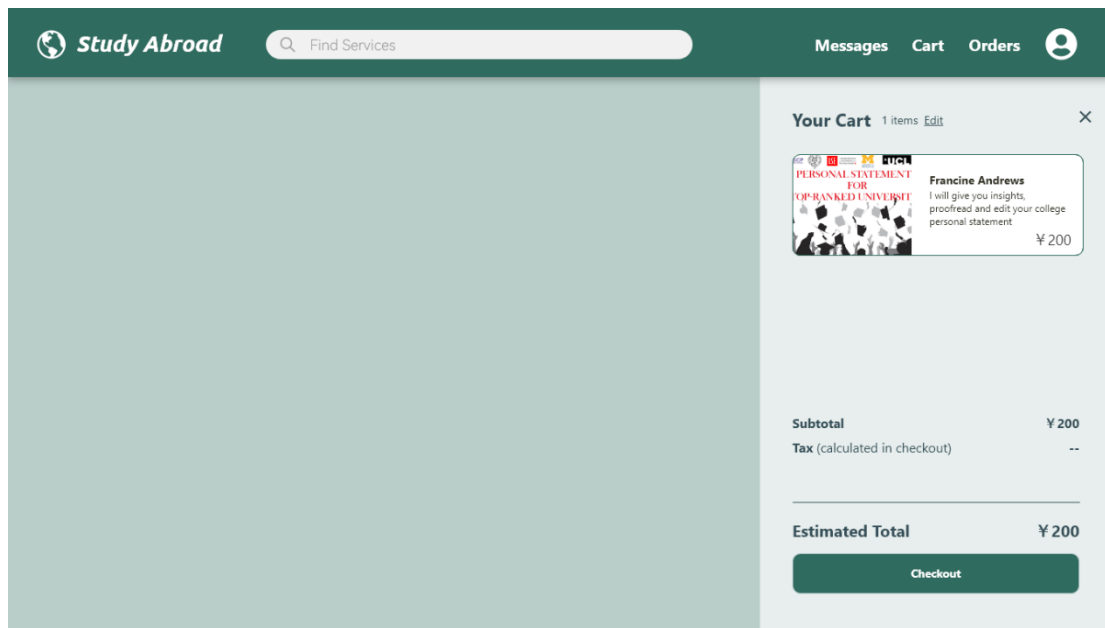 Study Abroad
Find Services
Messages Cart Orders
Your Cart 1 items Edit
UCL
PERSONAL STATEMENT
FOR
TOP-RANKED UNIVERSIT
Francine Andrews
I will give you insights,
proofread and edit your college
personal statement
¥ 200
Subtotal ¥ 200
Tax (calculated in checkout) --
Estimated Total ¥ 200
Checkout